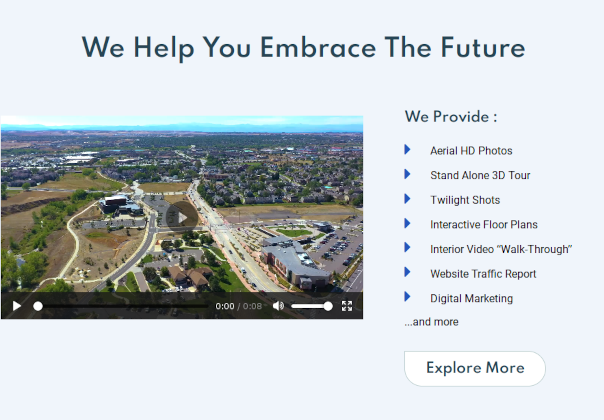 We Help You Embrace The Future
We Provide :
Aerial HD Photos
Stand Alone 3D Tour
Twilight Shots
Interactive Floor Plans
Interior Video “Walk-Through”
Website Traffic Report
Digital Marketing
...and more
0:00 / 0:08
Explore More